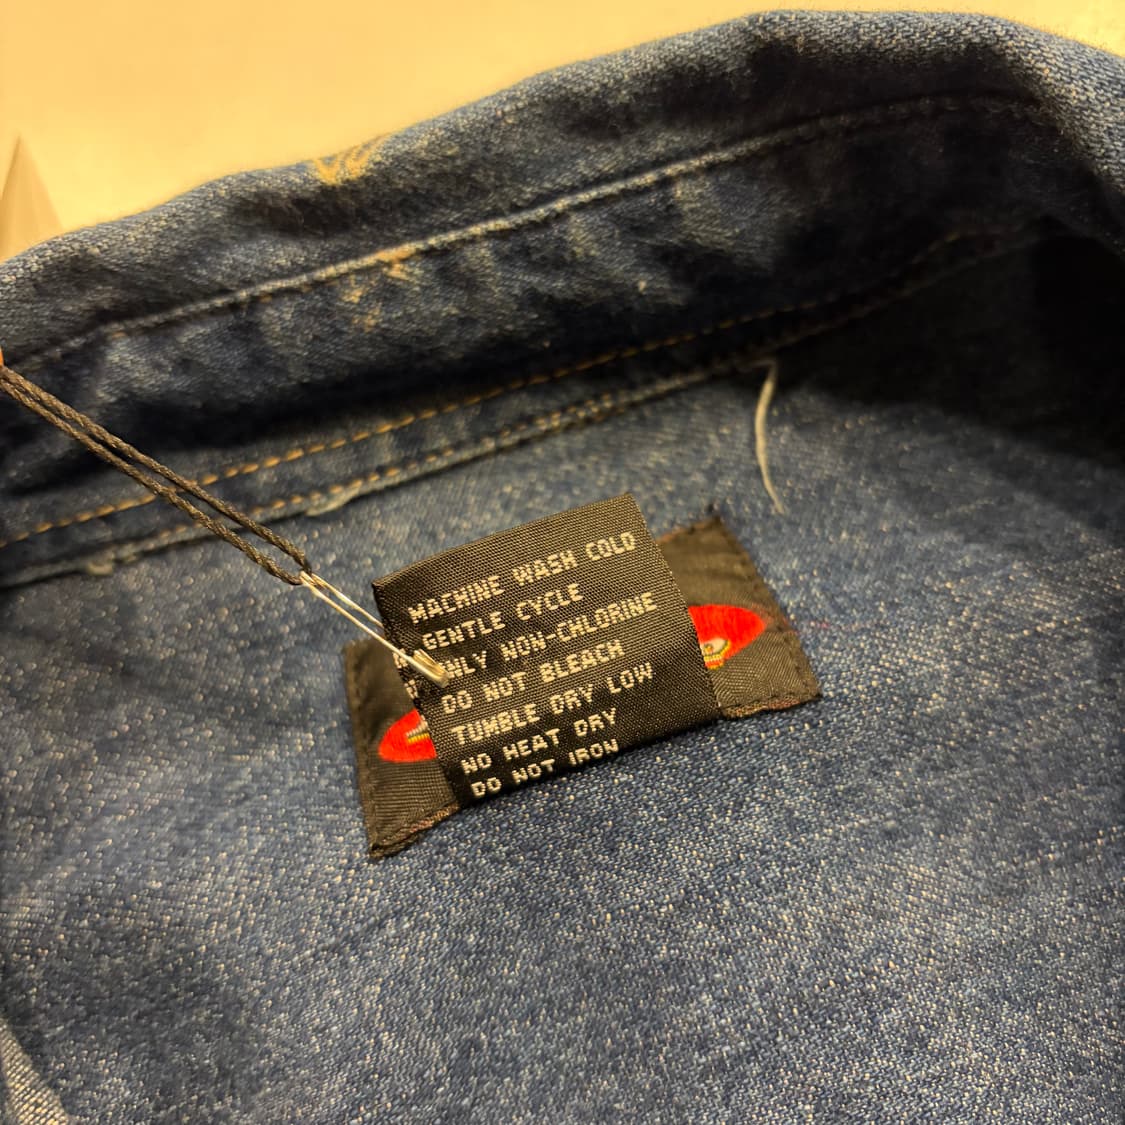 MACHINE WASH COLD
GENTLE CYCLE
ONLY NON-CHLORINE
DO NOT BLEACH
TUMBLE DRY LOW
NO HEAT DRY
DO NOT IRON